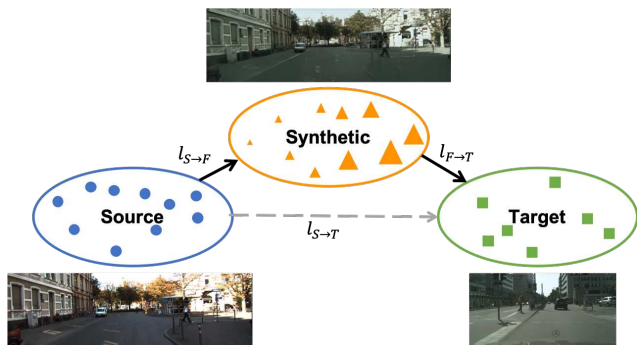 Synthetic
l_{S→F}
l_{F→T}
Source
Target
l_{S→T}